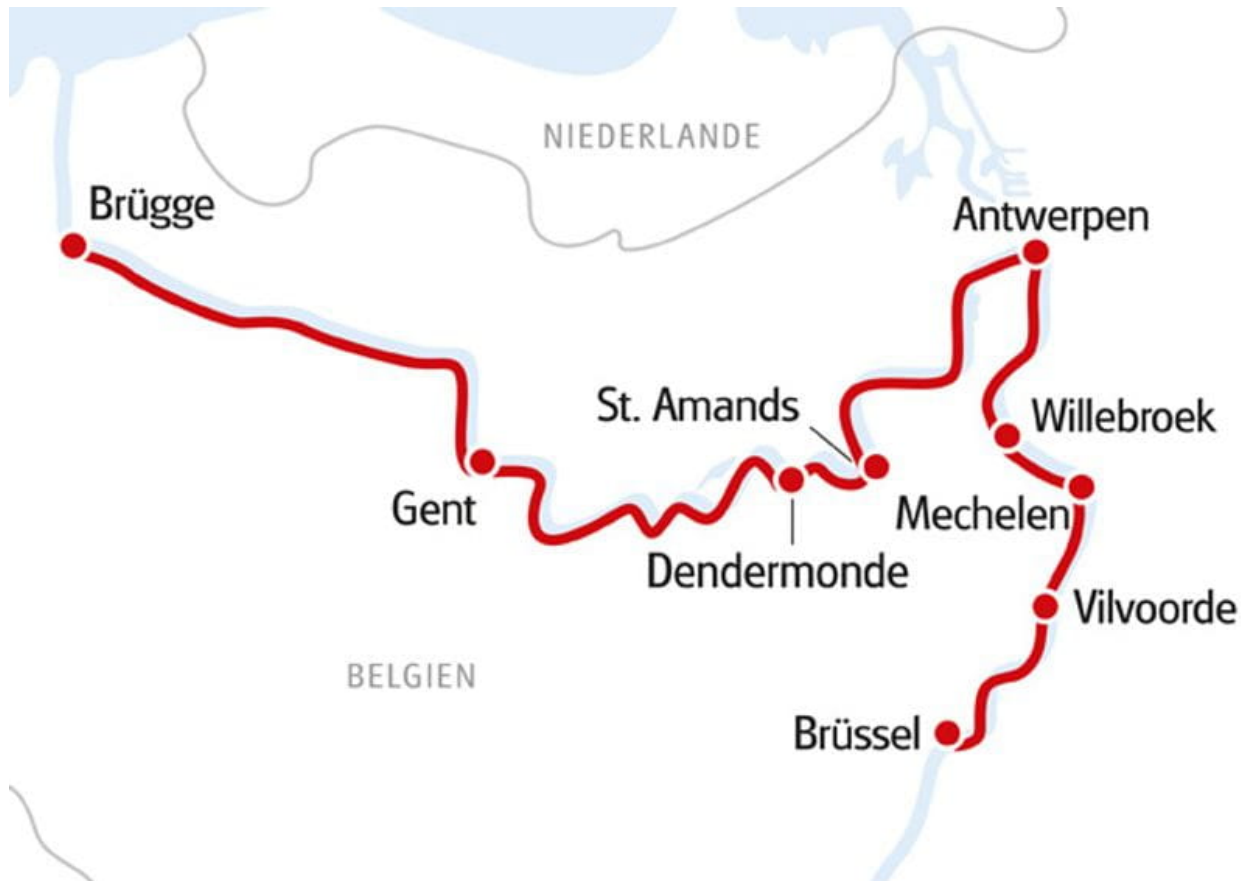 NIEDERLANDE
Brügge
Antwerpen
St. Amands
Willebroek
Gent
Mechelen
Dendermonde
Vilvoorde
BELGIEN
Brüssel